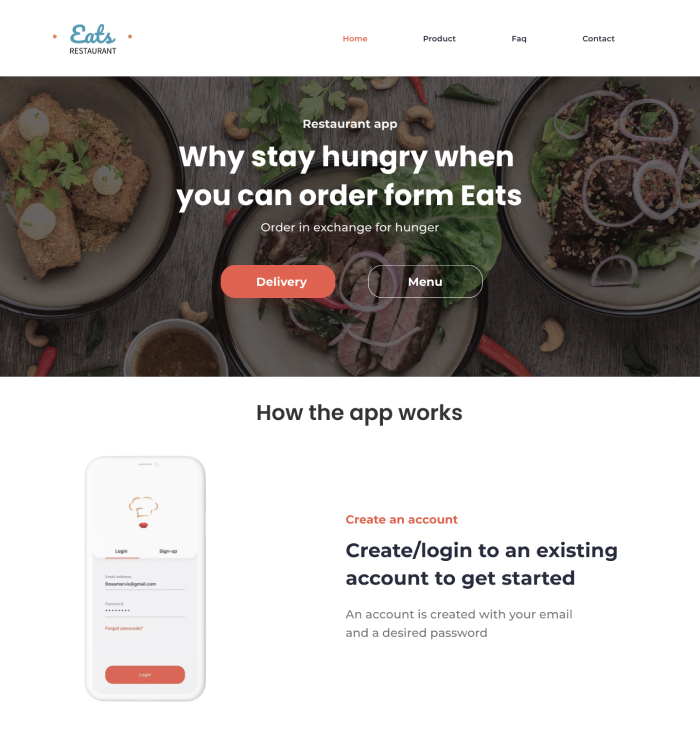 Eats
RESTAURANT
Home Product Faq Contact
Restaurant app
Why stay hungry when
you can order form Eats
Order in exchange for hunger
Delivery Menu
How the app works
Login Sign-up
Email address
Password
********
Forgot passcode?
Login
Create an account
Create/login to an existing
account to get started
An account is created with your email
and a desired password